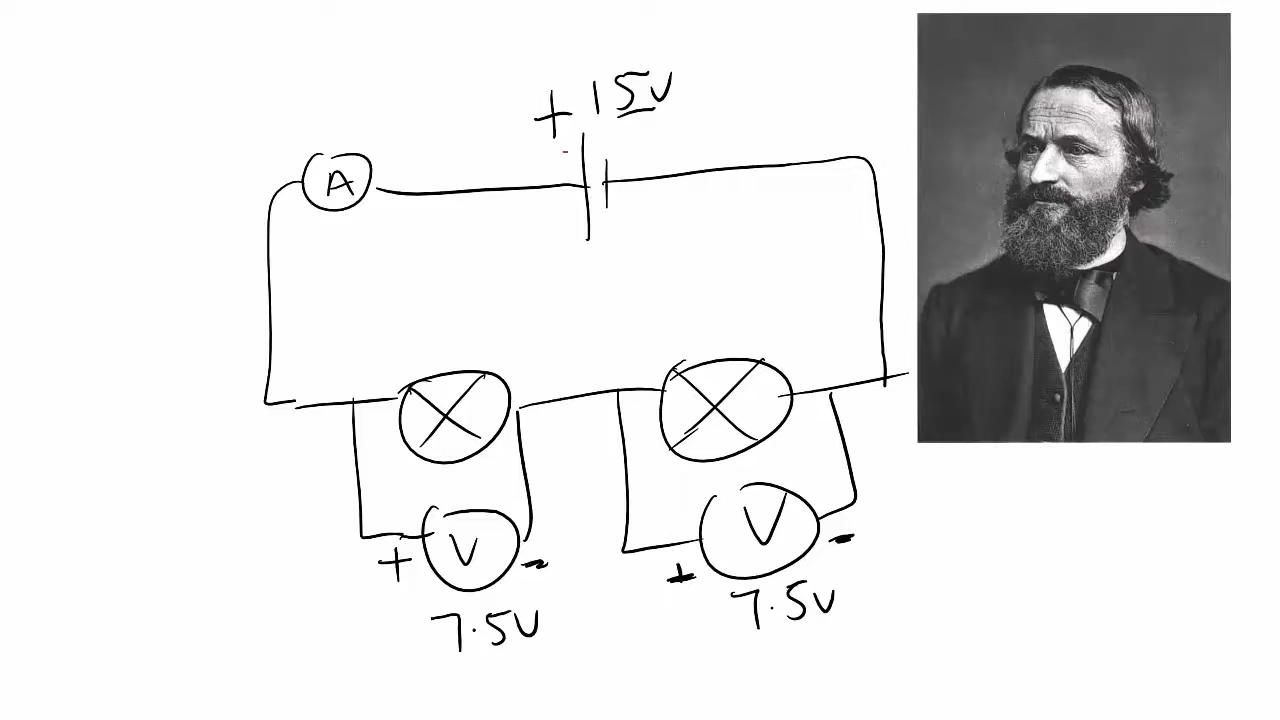 + 15V
A
V
V
+ -
+ -
7.5V
7.5V